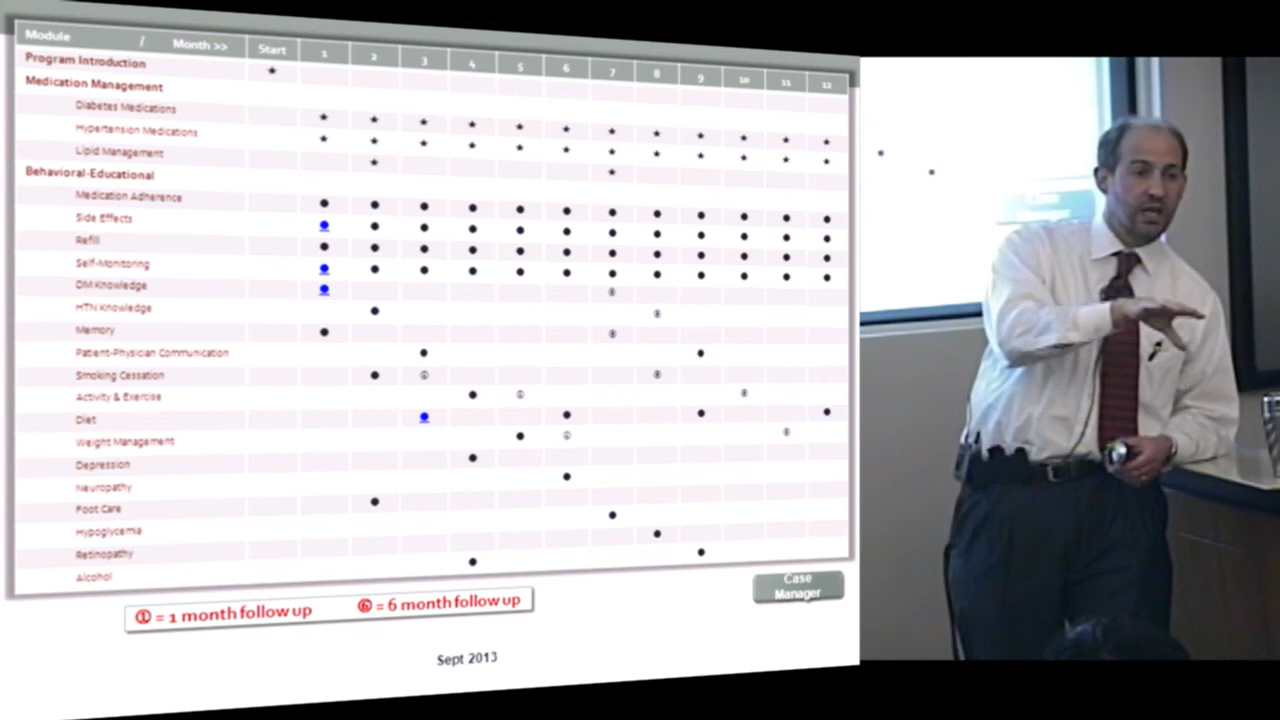 Module / Month >> Start 1 2 3 4 5 6 7 8 9 10 11 12
Program Introduction
Medication Management
Diabetes Medications
Hypertension Medications
Lipid Management
Behavioral-Educational
Medication Adherence
Side Effects
Refill
Self-Monitoring
DM Knowledge
HTN Knowledge
Memory
Patient-Physician Communication
Smoking Cessation
Activity & Exercise
Diet
Weight Management
Depression
Neuropathy
Foot Care
Hypoglycemia
Retinopathy
Alcohol
① = 1 month follow up ⑥ = 6 month follow up
Case
Manager
Sept 2013